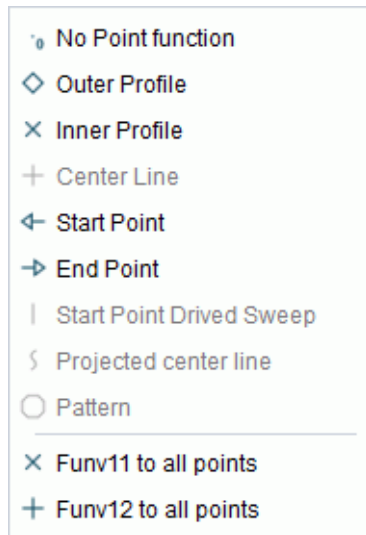 No Point function
Outer Profile
Inner Profile
Center Line
Start Point
End Point
Start Point Drived Sweep
Projected center line
Pattern
Funv11 to all points
Funv12 to all points